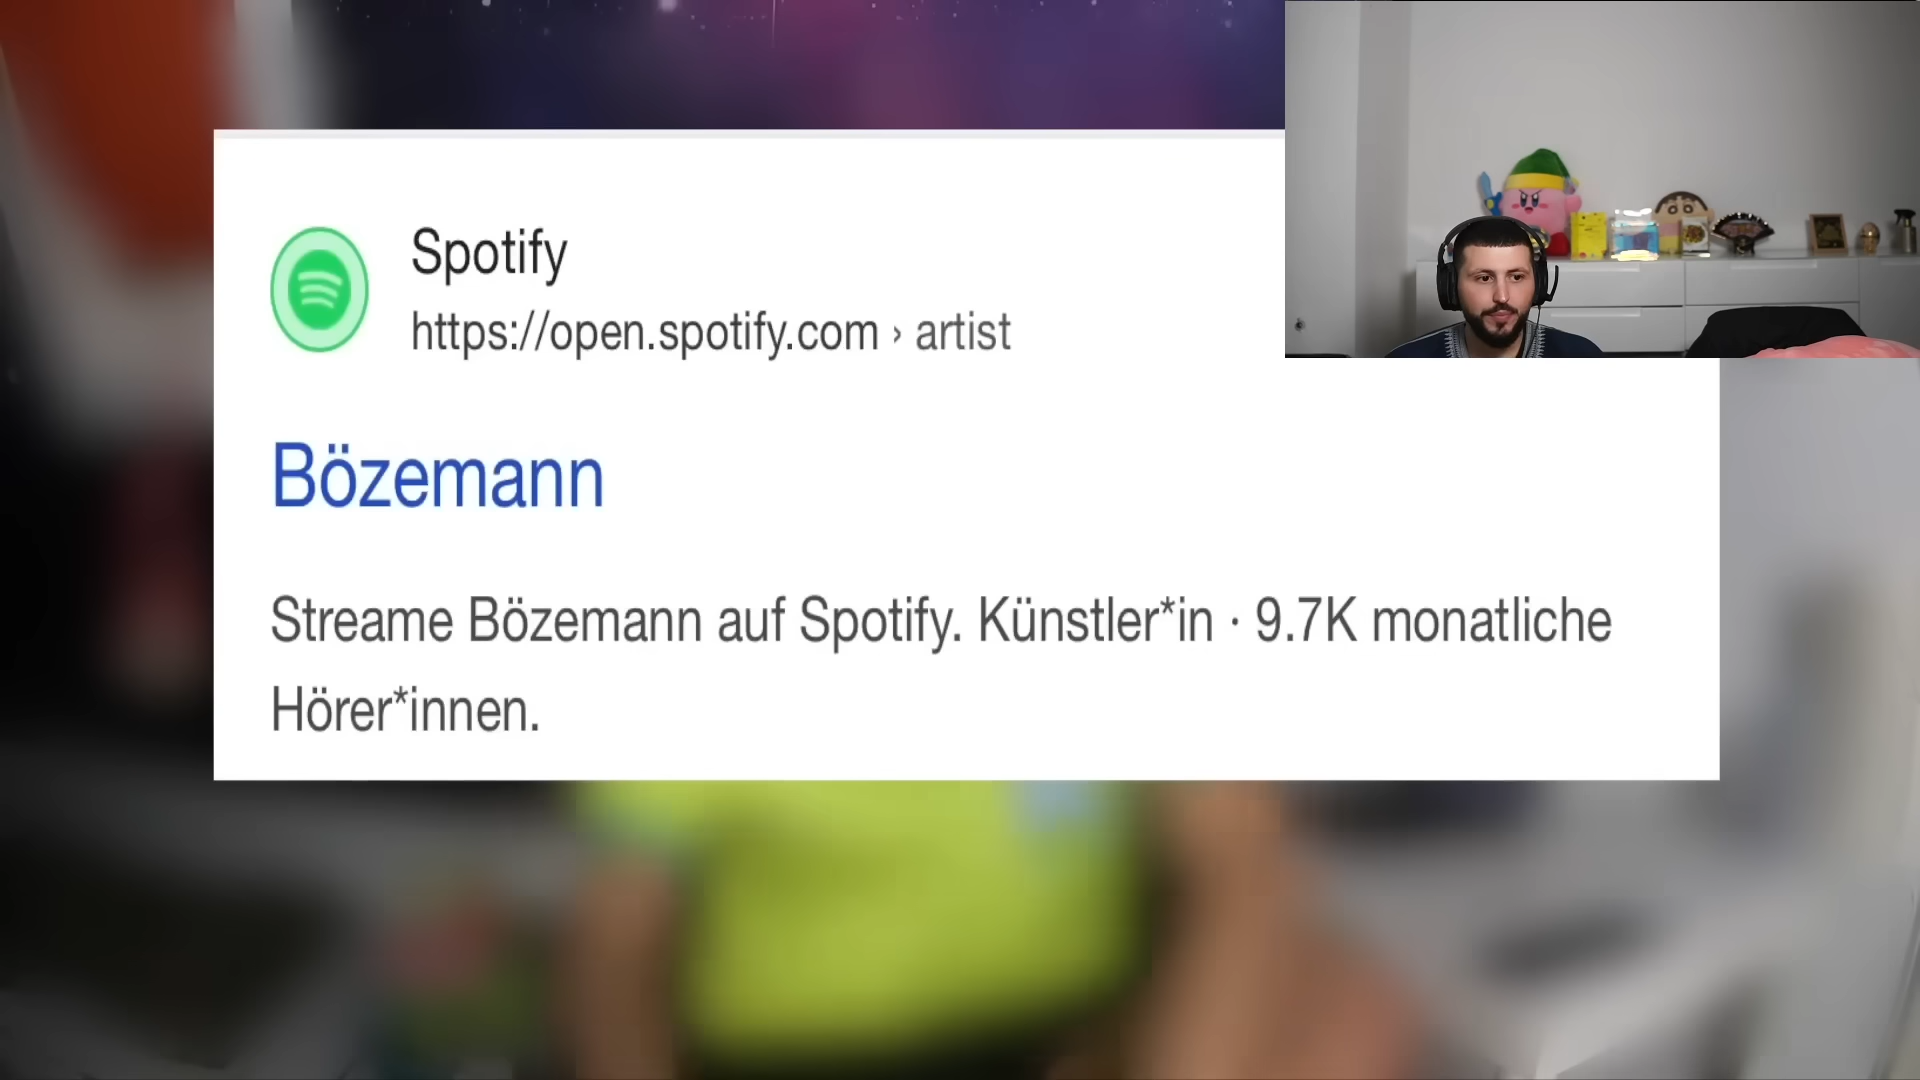 Spotify
https://open.spotify.com › artist
Bözemann
Streame Bözemann auf Spotify. Künstler*in · 9.7K monatliche
Hörer*innen.